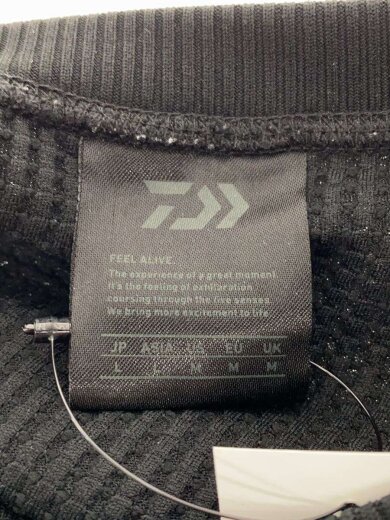 FEEL ALIVE.
The experience of a great moment.
It's the feeling of exhilaration
coursing through the five senses.
We bring more excitement to life
JP ASIA US EU UK
L L M M M